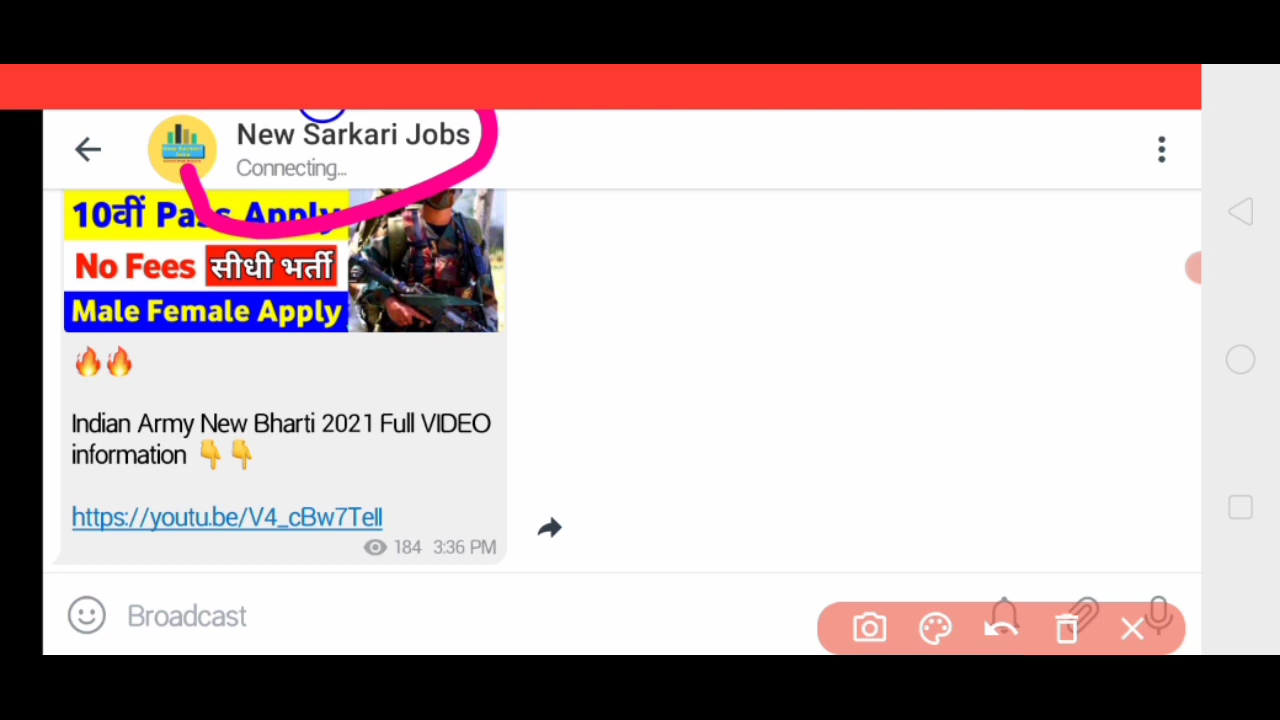 New Sarkari Jobs
Connecting...
10वीं Pass Apply
No Fees सीधी भर्ती
Male Female Apply
🔥🔥
Indian Army New Bharti 2021 Full VIDEO
information 👇👇
https://youtu.be/V4_cBw7TelI
184 3:36 PM
Broadcast